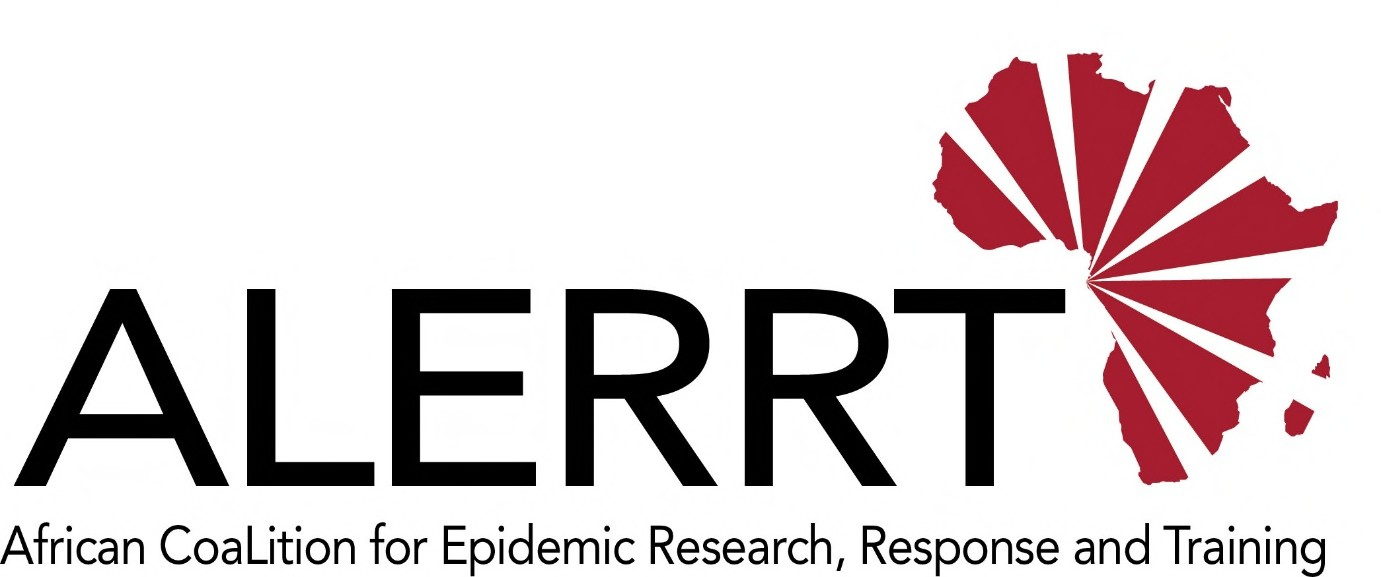 ALERRT
African CoaLition for Epidemic Research, Response and Training